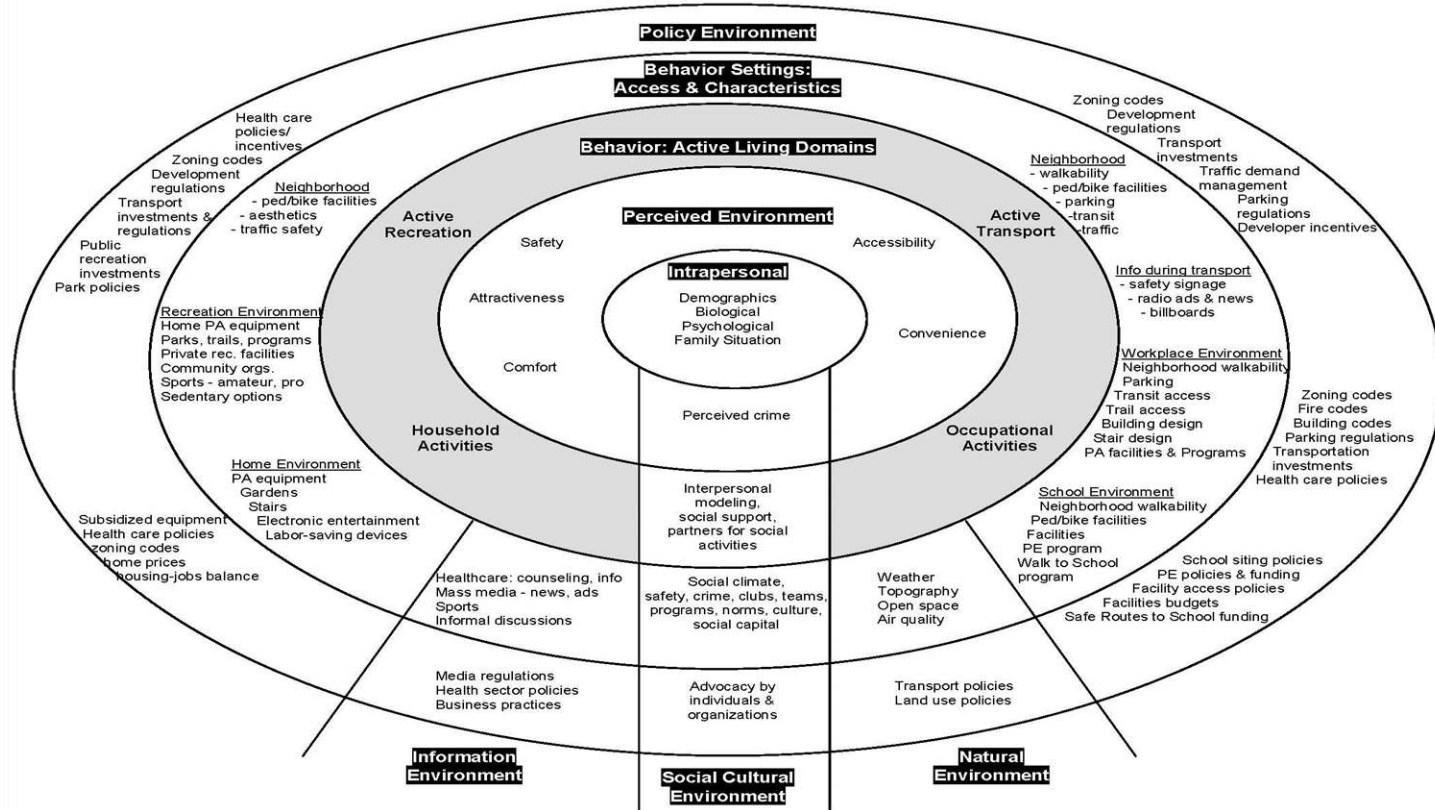 Policy Environment
Behavior Settings:
Access & Characteristics
Behavior: Active Living Domains
Perceived Environment
Intrapersonal
Demographics
Biological
Psychological
Family Situation
Safety
Attractiveness
Comfort
Accessibility
Convenience
Perceived crime
Active
Recreation
Active
Transport
Household
Activities
Occupational
Activities
Interpersonal
modeling,
social support,
partners for social
activities
Health care
policies/
incentives
Zoning codes
Development
regulations
Transport
investments &
regulations
Public
recreation
investments
Park policies
Neighborhood
- ped/bike facilities
- aesthetics
- traffic safety
Recreation Environment
Home PA equipment
Parks, trails, programs
Private rec. facilities
Community orgs.
Sports - amateur, pro
Sedentary options
Home Environment
PA equipment
Gardens
Stairs
Electronic entertainment
Labor-saving devices
Subsidized equipment
Health care policies
zoning codes
home prices
housing-jobs balance
Zoning codes
Development
regulations
Transport
investments
Traffic demand
management
Parking
regulations
Developer incentives
Neighborhood
- walkability
- ped/bike facilities
- parking
-transit
-traffic
Info during transport
- safety signage
- radio ads & news
- billboards
Workplace Environment
Neighborhood walkability
Parking
Transit access
Trail access
Building design
Stair design
PA facilities & Programs
Zoning codes
Fire codes
Building codes
Parking regulations
Transportation
investments
Health care policies
School Environment
Neighborhood walkability
Ped/bike facilities
Facilities
PE program
Walk to School
program
School siting policies
PE policies & funding
Facility access policies
Facilities budgets
Safe Routes to School funding
Healthcare: counseling, info
Mass media - news, ads
Sports
Informal discussions
Social climate,
safety, crime, clubs, teams,
programs, norms, culture,
social capital
Weather
Topography
Open space
Air quality
Media regulations
Health sector policies
Business practices
Advocacy by
individuals &
organizations
Transport policies
Land use policies
Information
Environment
Social Cultural
Environment
Natural
Environment